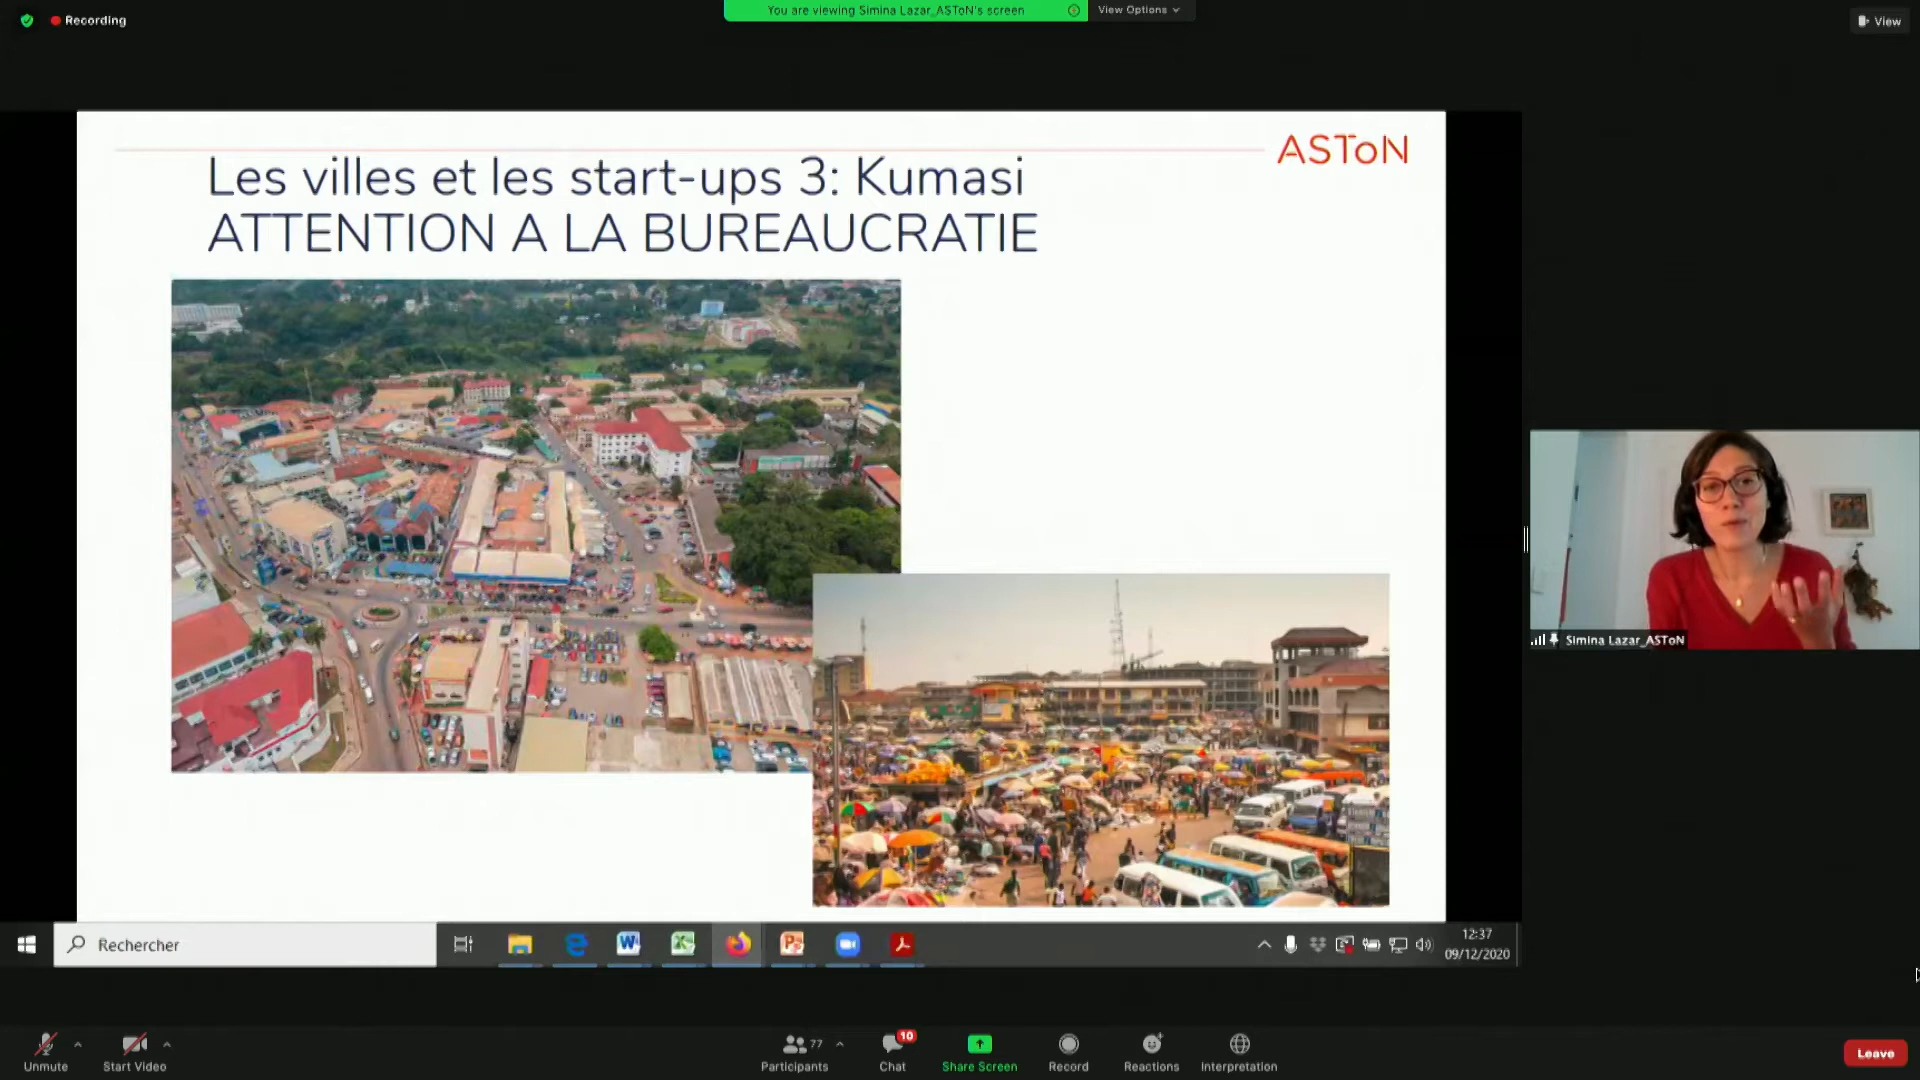 Recording
You are viewing Simina Lazar_ASToN's screen
View Options
View
ASToN
Les villes et les start-ups 3: Kumasi
ATTENTION A LA BUREAUCRATIE
Simina Lazar_ASToN
Rechercher
12:37
09/12/2020
Unmute
Start Video
77
Participants
10
Chat
Share Screen
Record
Reactions
Interpretation
Leave